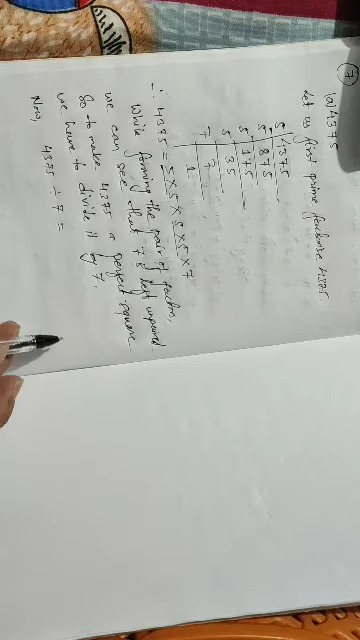 7
(a) 4375
Let us first prime factorise 4375.
5 | 4375
5 | 875
5 | 175
5 | 35
7 | 7
1
∴ 4375 = 5 × 5 × 5 × 5 × 7
While forming the pair of factors,
we can see that 7 is left unpaired.
So to make 4375 a perfect square
we have to divide it by 7.
Now,
4375 ÷ 7 =